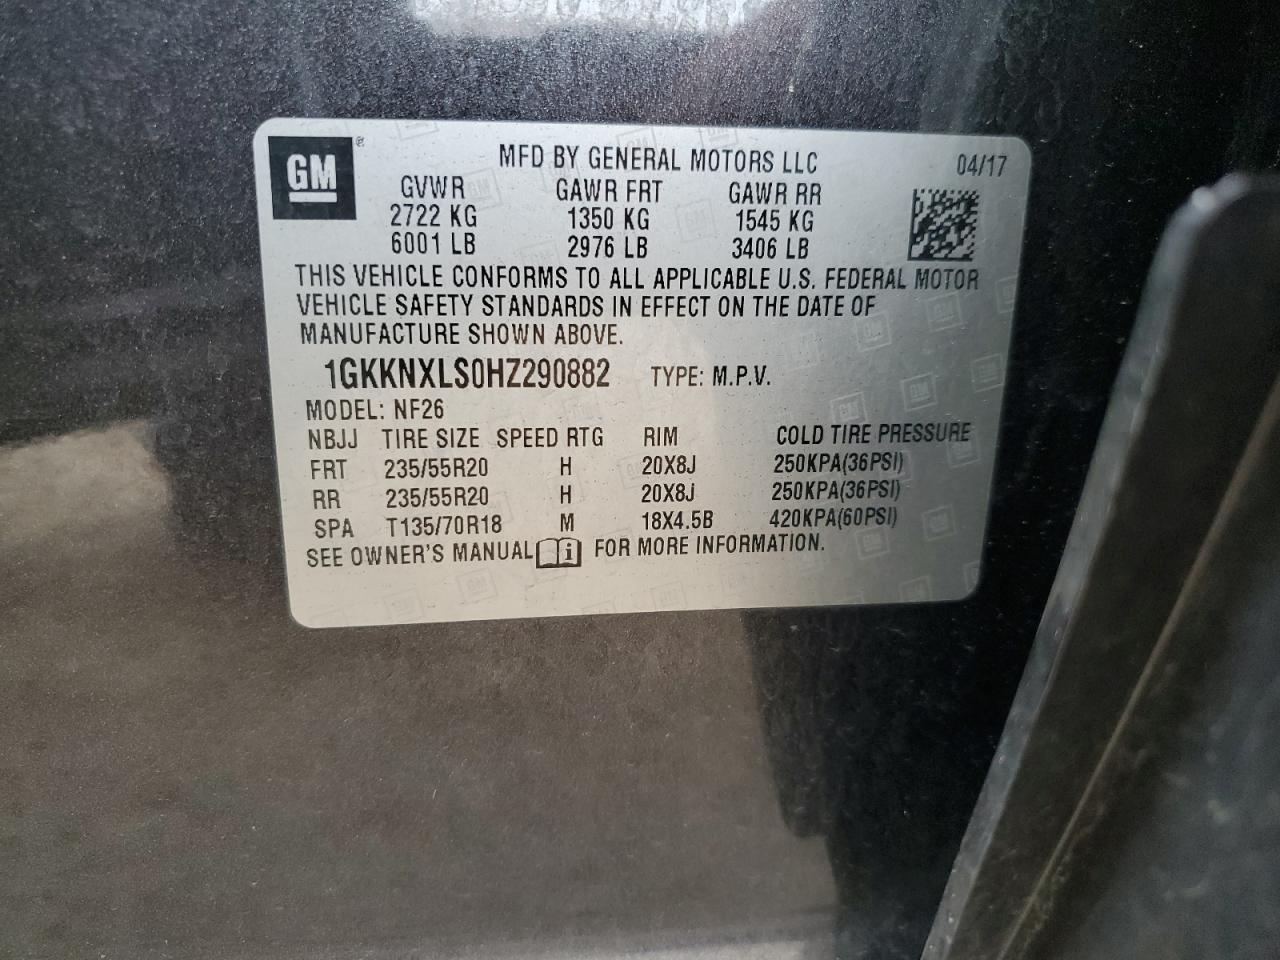 GM ®
MFD BY GENERAL MOTORS LLC 04/17
GVWR GAWR FRT GAWR RR
2722 KG 1350 KG 1545 KG
6001 LB 2976 LB 3406 LB
THIS VEHICLE CONFORMS TO ALL APPLICABLE U.S. FEDERAL MOTOR
VEHICLE SAFETY STANDARDS IN EFFECT ON THE DATE OF
MANUFACTURE SHOWN ABOVE.
1GKKNXLS0HZ290882 TYPE: M.P.V.
MODEL: NF26
NBJJ TIRE SIZE SPEED RTG RIM COLD TIRE PRESSURE
FRT 235/55R20 H 20X8J 250KPA(36PSI)
RR 235/55R20 H 20X8J 250KPA(36PSI)
SPA T135/70R18 M 18X4.5B 420KPA(60PSI)
SEE OWNER'S MANUAL i FOR MORE INFORMATION.